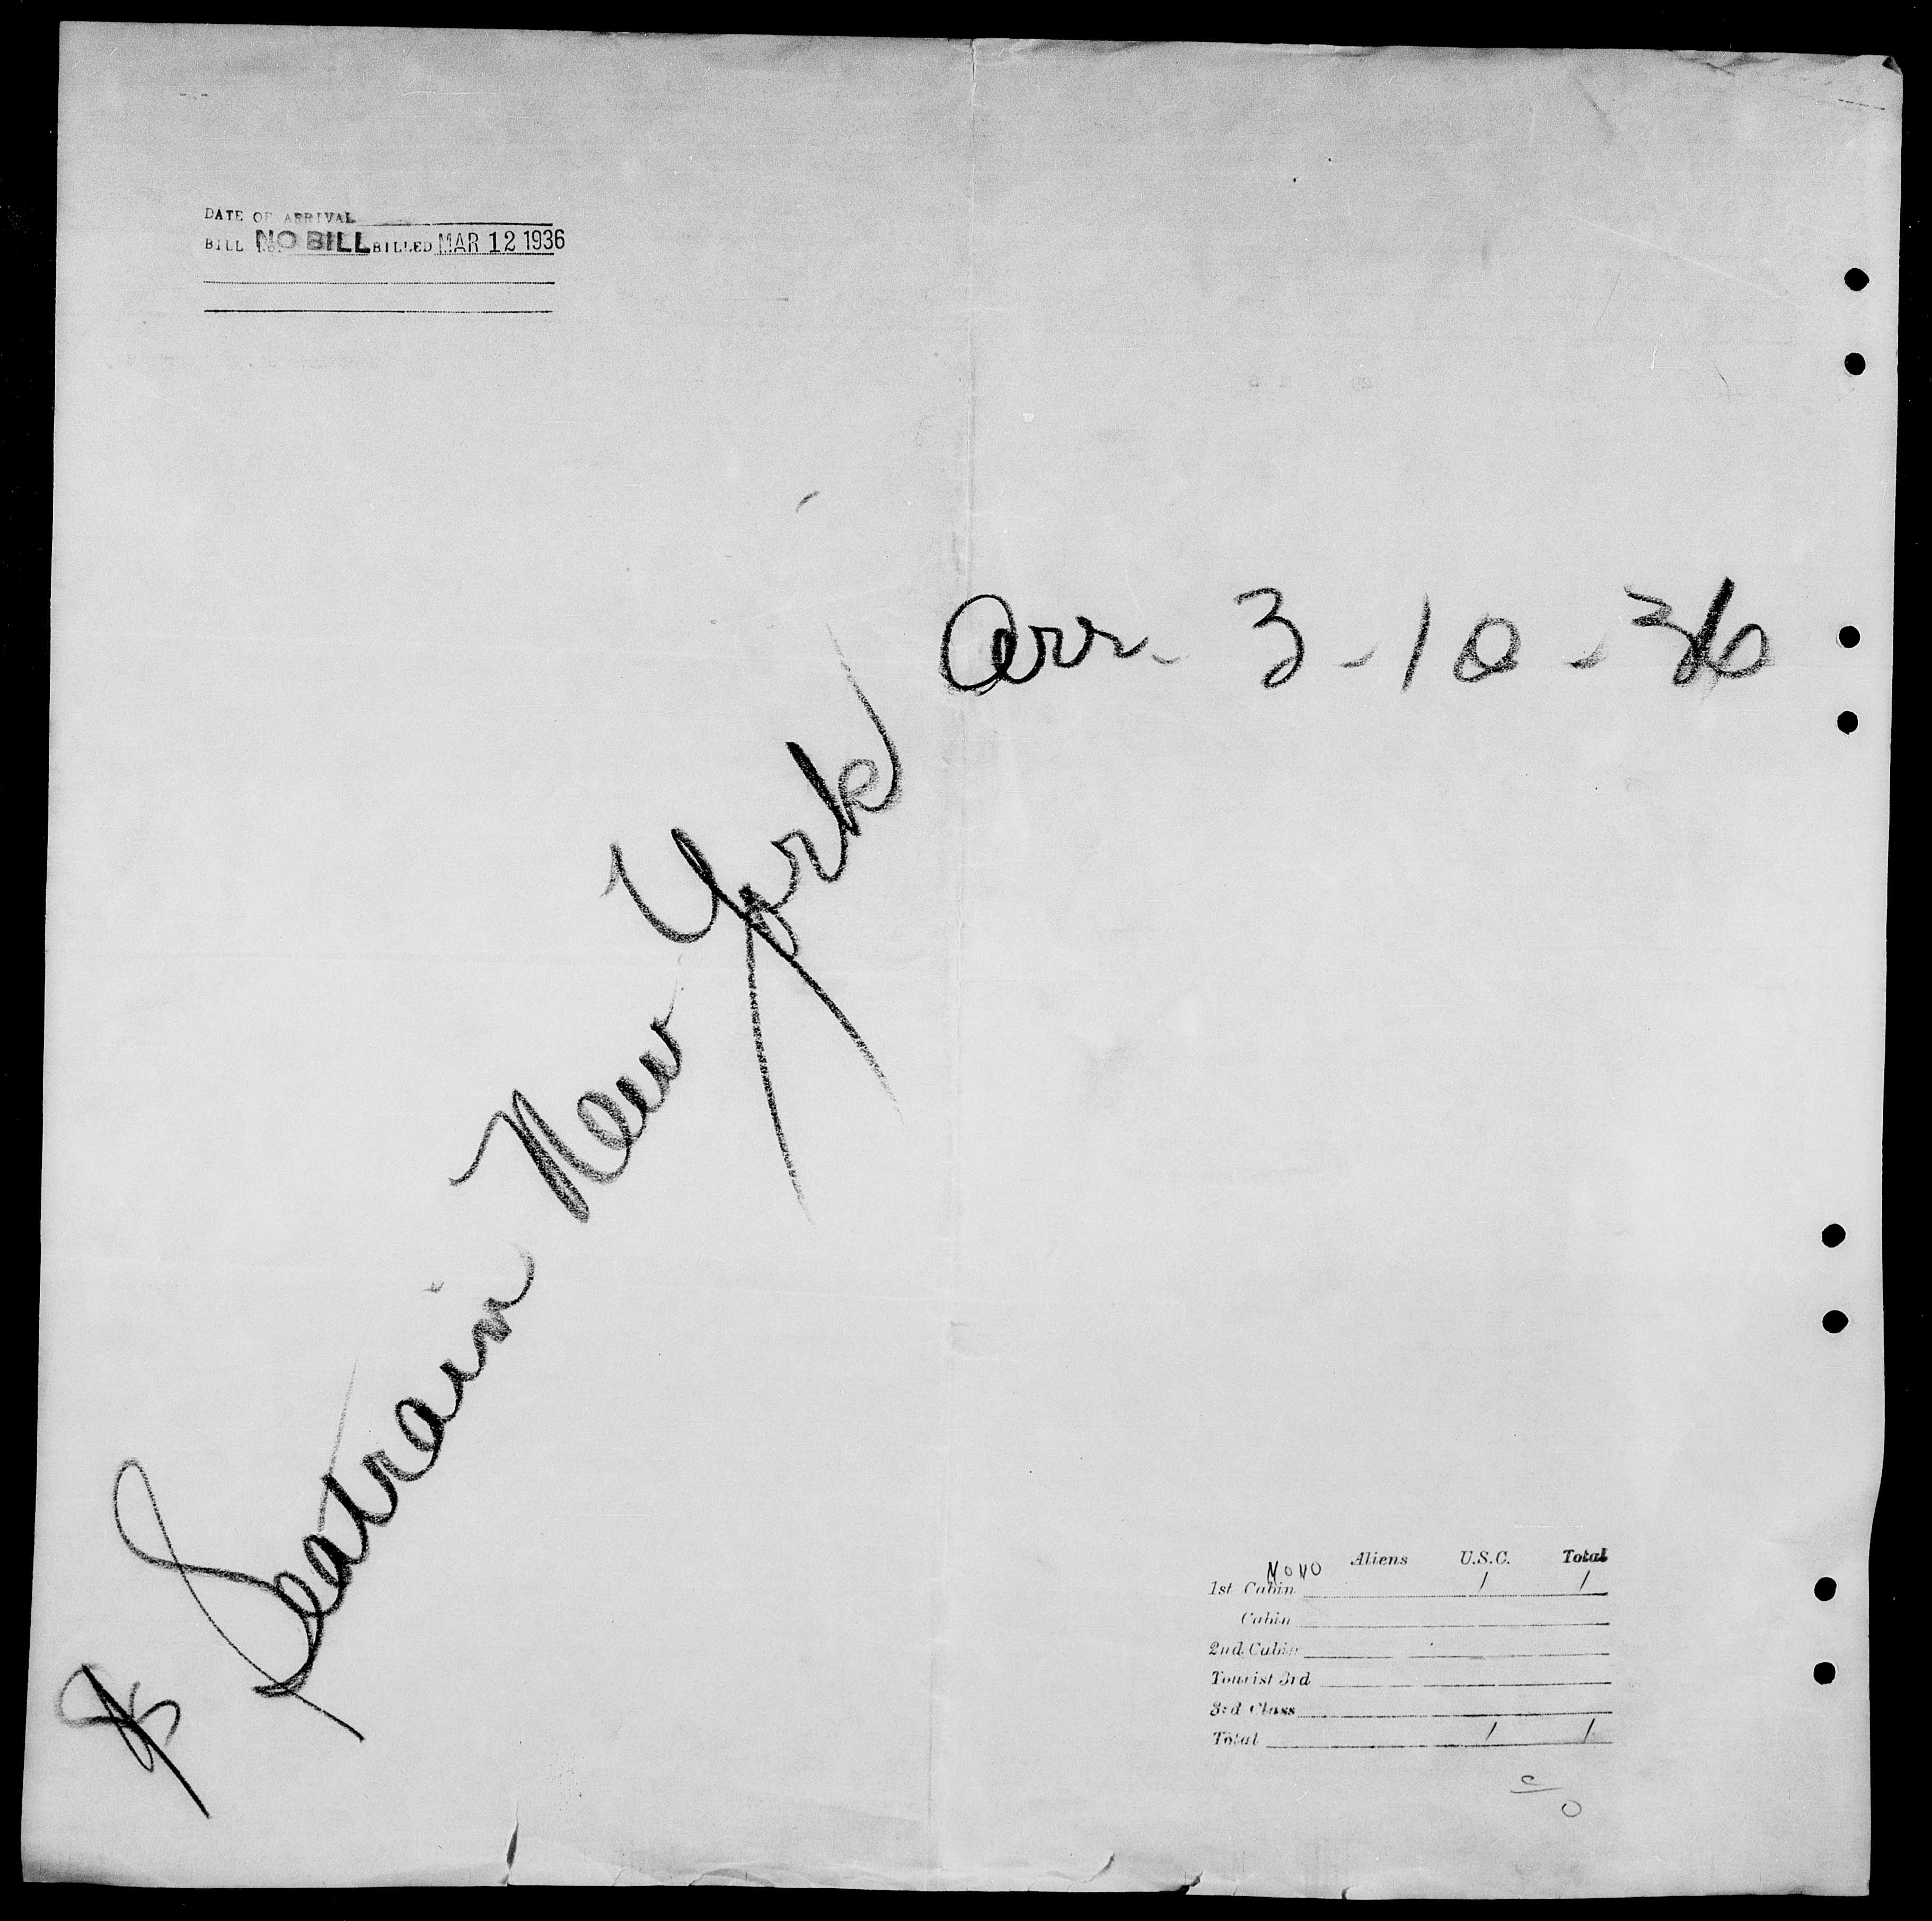 DATE OF ARRIVAL
BILL No. NO BILL BILLED MAR 12 1936
Arr. 3-10-36
SS Seatrain New York
Aliens U.S.C. Total
1st Cabin 1 1
Cabin
2nd Cabin
Tourist 3rd
3rd Class
Total 1 1